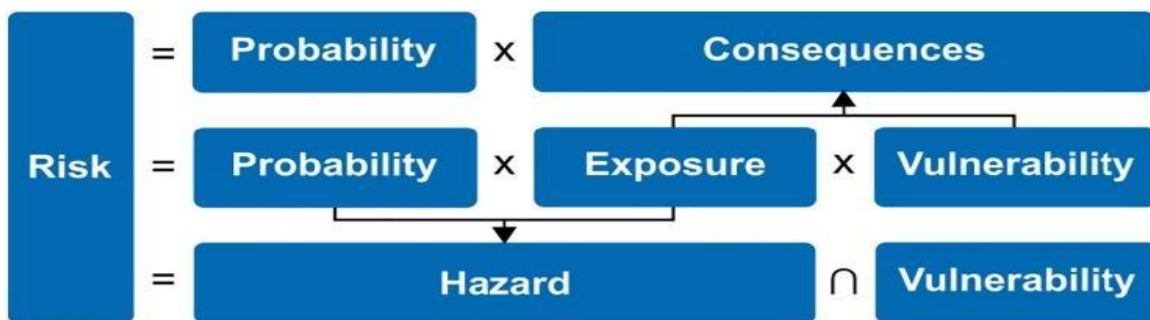 = Probability x Consequences
Risk = Probability x Exposure x Vulnerability
= Hazard ∩ Vulnerability